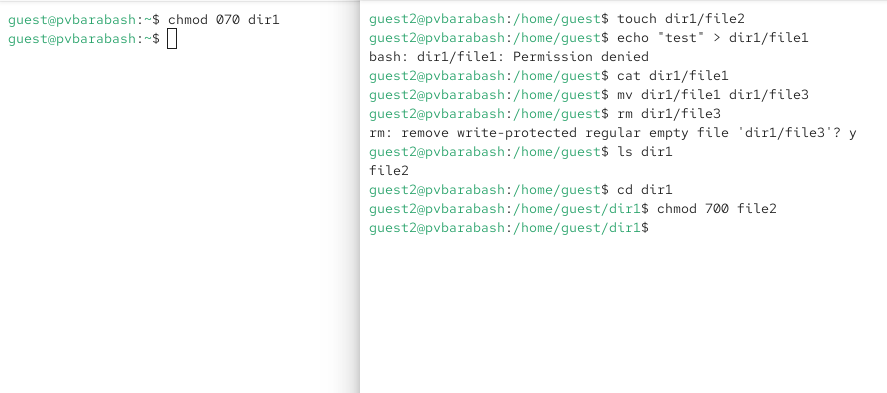 guest@pvbarabash:~$ chmod 070 dir1
guest@pvbarabash:~$
guest2@pvbarabash:/home/guest$ touch dir1/file2
guest2@pvbarabash:/home/guest$ echo "test" > dir1/file1
bash: dir1/file1: Permission denied
guest2@pvbarabash:/home/guest$ cat dir1/file1
guest2@pvbarabash:/home/guest$ mv dir1/file1 dir1/file3
guest2@pvbarabash:/home/guest$ rm dir1/file3
rm: remove write-protected regular empty file 'dir1/file3'? y
guest2@pvbarabash:/home/guest$ ls dir1
file2
guest2@pvbarabash:/home/guest$ cd dir1
guest2@pvbarabash:/home/guest/dir1$ chmod 700 file2
guest2@pvbarabash:/home/guest/dir1$